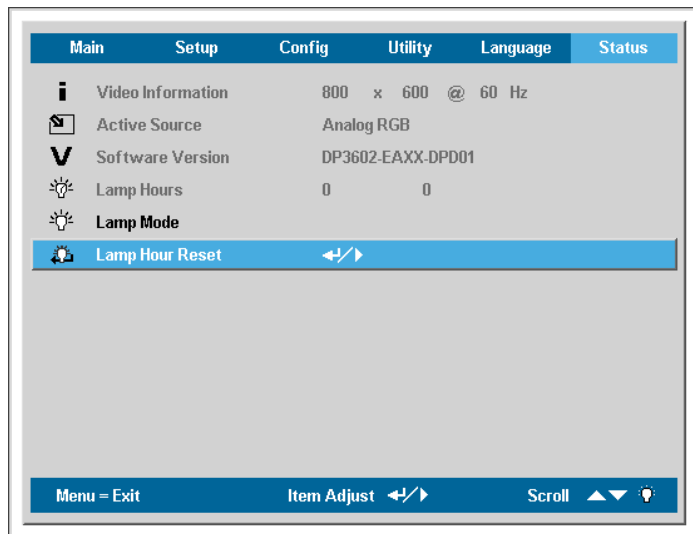 Main Setup Config Utility Language Status
i Video Information 800 x 600 @ 60 Hz
Active Source Analog RGB
V Software Version DP3602-EAXX-DPD01
Lamp Hours 0 0
Lamp Mode
Lamp Hour Reset
Menu = Exit Item Adjust Scroll